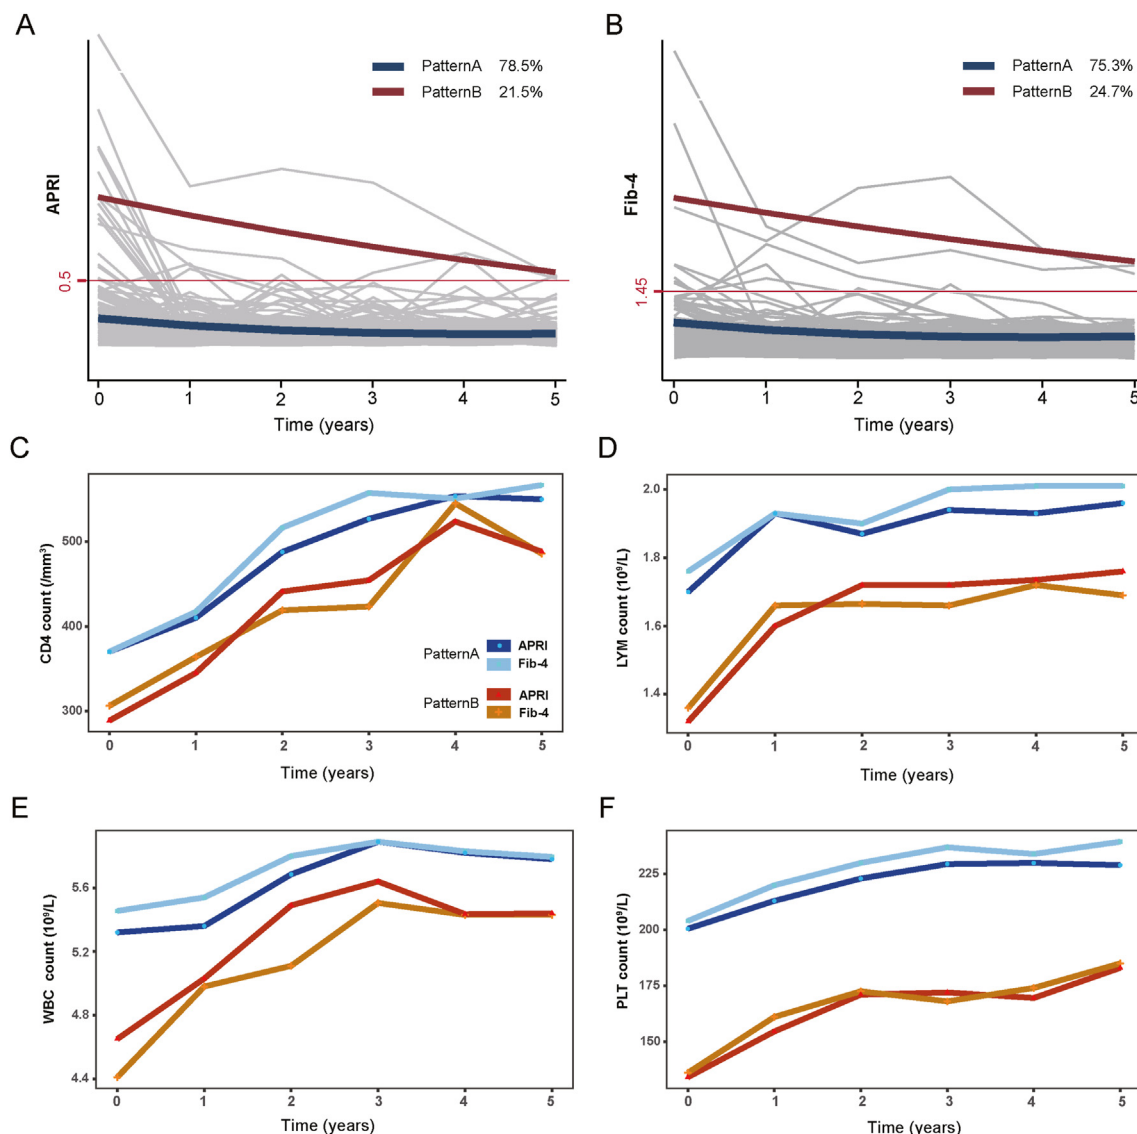 A
PatternA 78.5%
PatternB 21.5%
APRI
0.5
0 1 2 3 4 5
Time (years)
B
PatternA 75.3%
PatternB 24.7%
Fib-4
1.45
0 1 2 3 4 5
Time (years)
C
CD4 count (/mm³)
500
400
300
PatternA APRI
Fib-4
PatternB APRI
Fib-4
0 1 2 3 4 5
Time (years)
D
LYM count (10⁹/L)
2.0
1.8
1.6
1.4
0 1 2 3 4 5
Time (years)
E
WBC count (10⁹/L)
5.6
5.2
4.8
4.4
0 1 2 3 4 5
Time (years)
F
PLT count (10⁹/L)
225
200
175
150
0 1 2 3 4 5
Time (years)